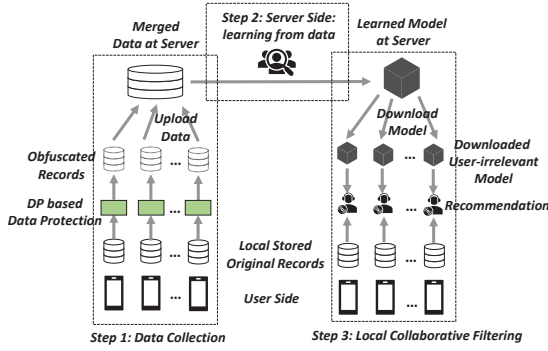 Merged
Data at Server
Step 2: Server Side:
learning from data
Learned Model
at Server
Upload
Data
Download
Model
Obfuscated
Records
...
...
Downloaded
User-irrelevant
Model
DP based
Data Protection
...
...
Recommendation
...
Local Stored
Original Records
...
...
User Side
...
Step 1: Data Collection
Step 3: Local Collaborative Filtering